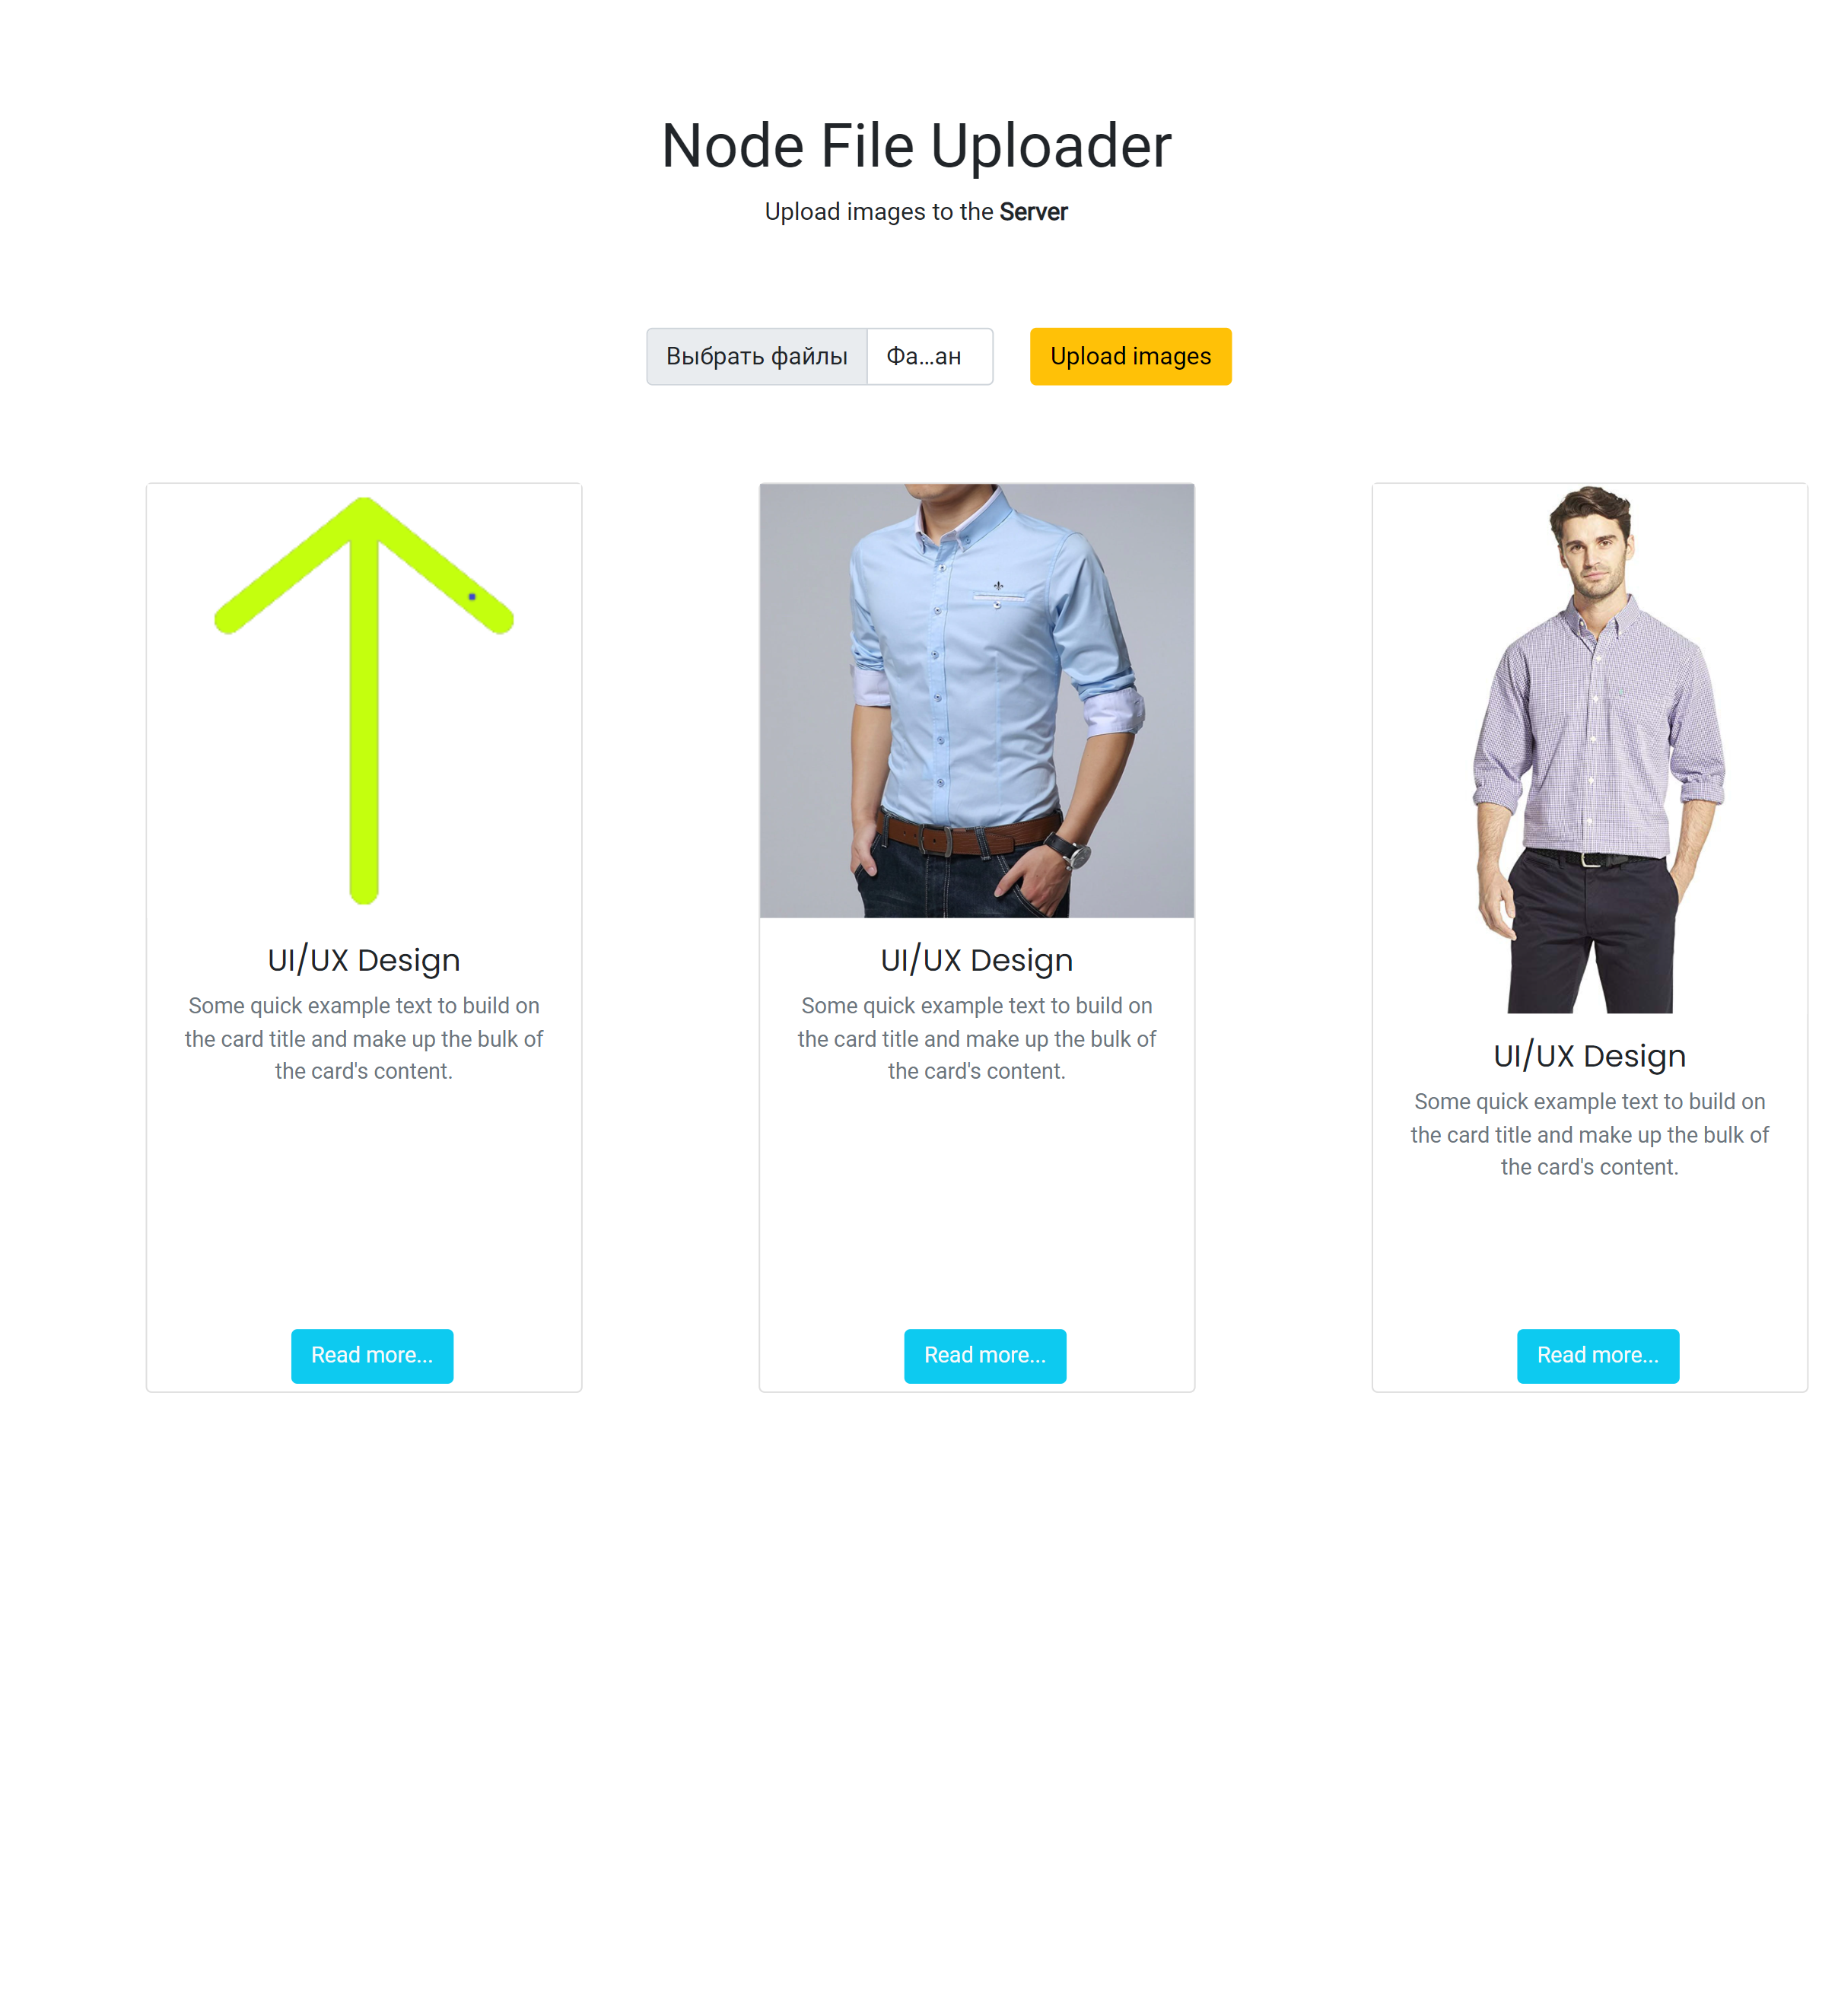 Node File Uploader
Upload images to the Server
Выбрать файлы
Фа...ан
Upload images
UI/UX Design
Some quick example text to build on
the card title and make up the bulk of
the card's content.
Read more...
UI/UX Design
Some quick example text to build on
the card title and make up the bulk of
the card's content.
Read more...
UI/UX Design
Some quick example text to build on
the card title and make up the bulk of
the card's content.
Read more...